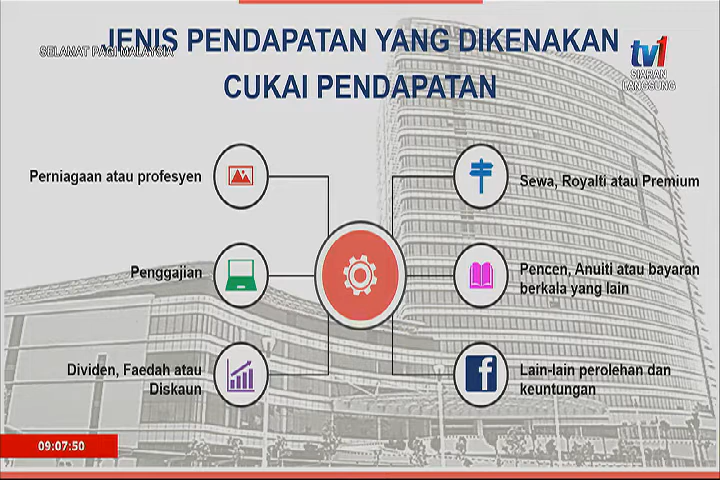 JENIS PENDAPATAN YANG DIKENAKAN
SELAMAT PAGI MALAYSIA
CUKAI PENDAPATAN
tv1
SIARAN
LANGSUNG
Perniagaan atau profesyen
Sewa, Royalti atau Premium
Penggajian
Pencen, Anuiti atau bayaran
berkala yang lain
Dividen, Faedah atau
Diskaun
f
Lain-lain perolehan dan
keuntungan
09:07:50